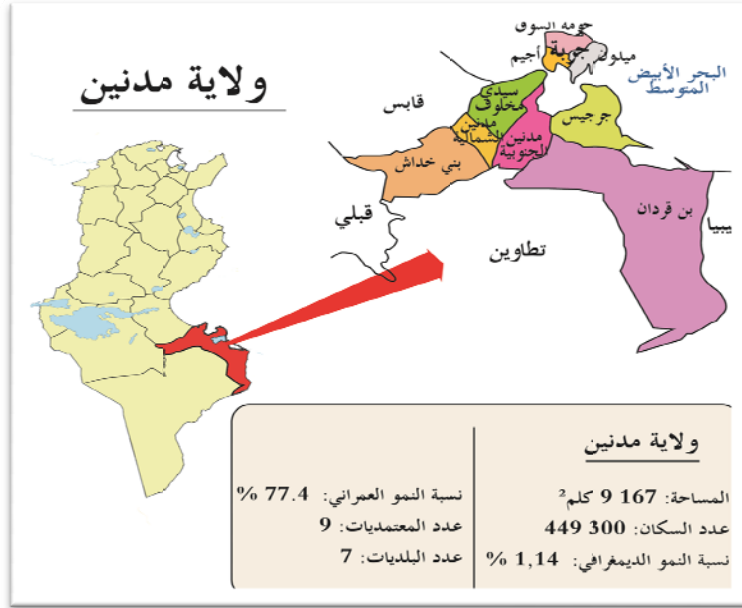 ولاية مدنين
حومة السوق
جربة
أجيم
ميدون
البحر الأبيض
المتوسط
قابس
سيدي
مخلوف
جرجيس
مدنين
الشمالية
مدنين
الجنوبية
بني خداش
بن قردان
قبلي
يبيا
تطاوين
ولاية مدنين
المساحة: 167 9 كلم²
عدد السكان: 300 449
نسبة النمو الديمغرافي: 1,14 %
نسبة النمو العمراني: 77.4 %
عدد المعتمديات: 9
عدد البلديات: 7